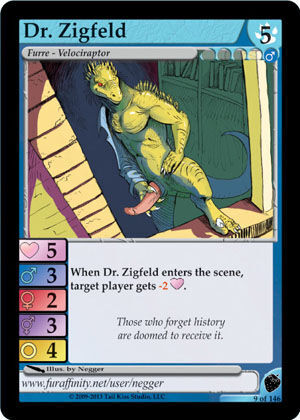 Dr. Zigfeld
5
Furre - Velociraptor
5
3
2
3
4
When Dr. Zigfeld enters the scene,
target player gets -2 .
Those who forget history
are doomed to receive it.
Illus. by Negger
www.furaffinity.net/user/negger
© 2009-2013 Tail Kiss Studio, LLC
9 of 146